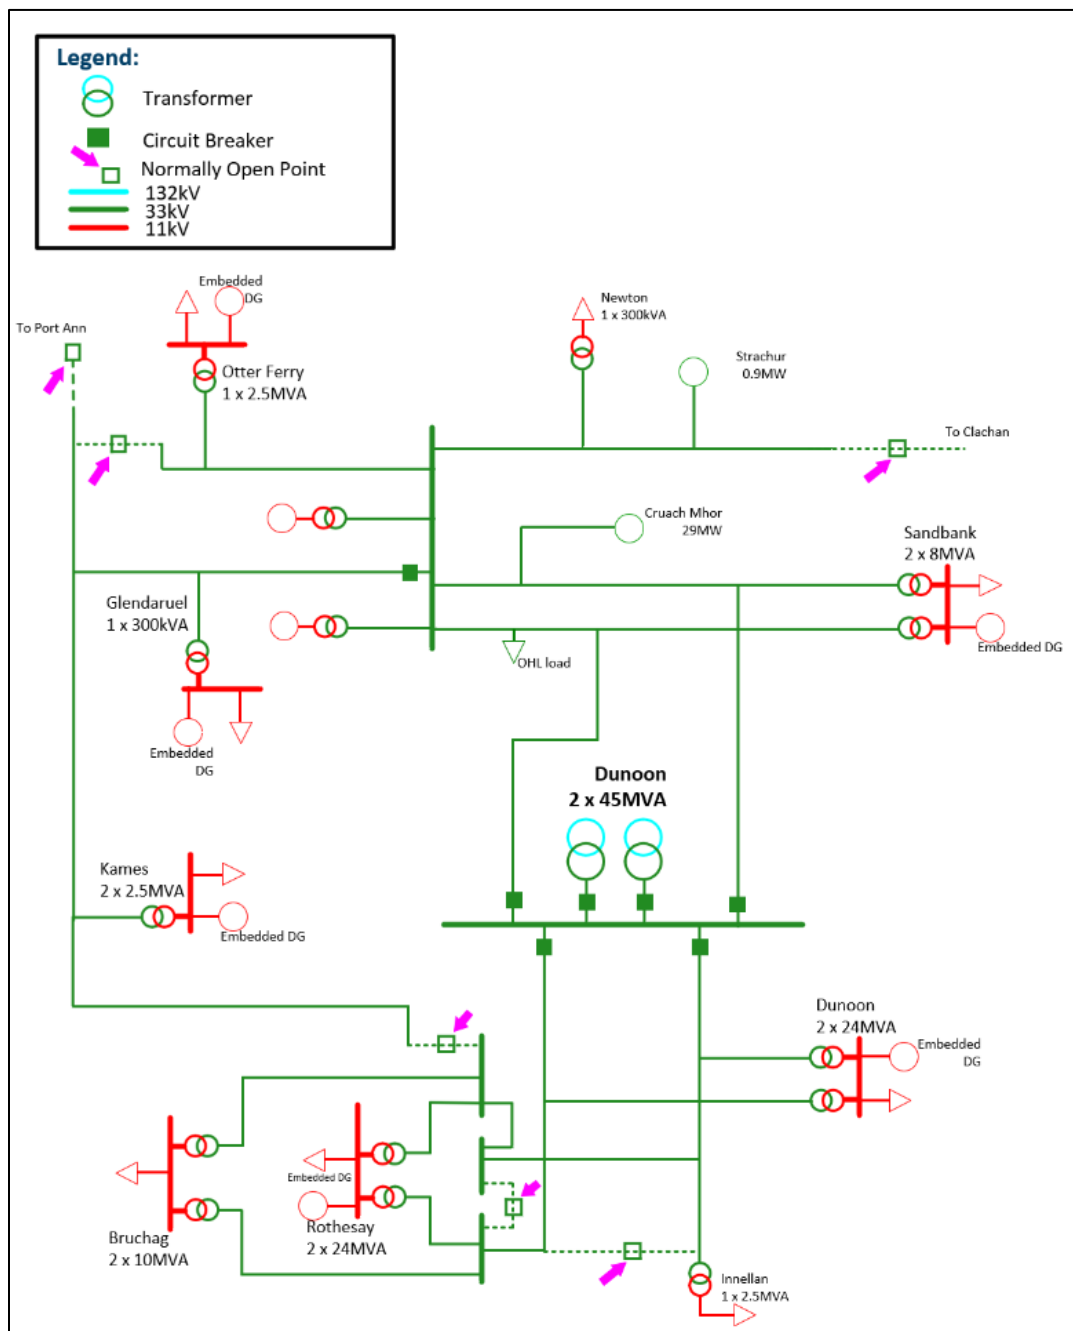 Legend:
Transformer
Circuit Breaker
Normally Open Point
132kV
33kV
11kV
Embedded
DG
To Port Ann
Otter Ferry
1 x 2.5MVA
Newton
1 x 300kVA
Strachur
0.9MW
To Clachan
Cruach Mhor
29MW
Sandbank
2 x 8MVA
Glendaruel
1 x 300kVA
OHL load
Embedded DG
Embedded
DG
Dunoon
2 x 45MVA
Kames
2 x 2.5MVA
Embedded DG
Dunoon
2 x 24MVA
Embedded
DG
Embedded DG
Rothesay
2 x 24MVA
Bruchag
2 x 10MVA
Innellan
1 x 2.5MVA